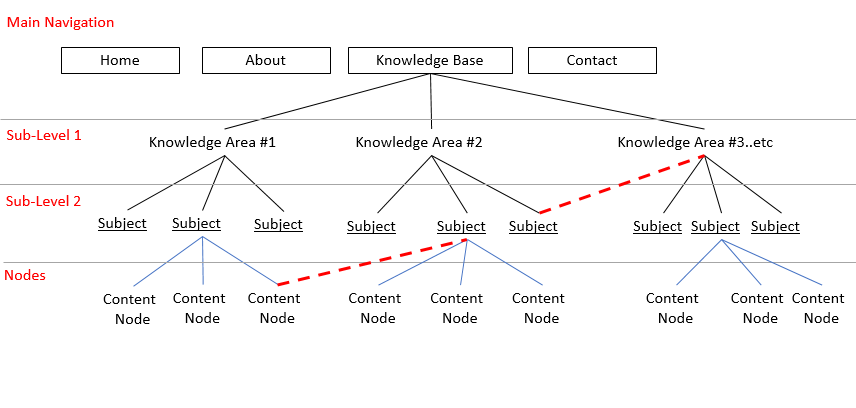 Main Navigation
Home About Knowledge Base Contact
Sub-Level 1
Knowledge Area #1 Knowledge Area #2 Knowledge Area #3..etc
Sub-Level 2
Subject Subject Subject Subject Subject Subject Subject Subject Subject
Nodes
Content Content Content Content Content Content Content Content Content
Node Node Node Node Node Node Node Node Node